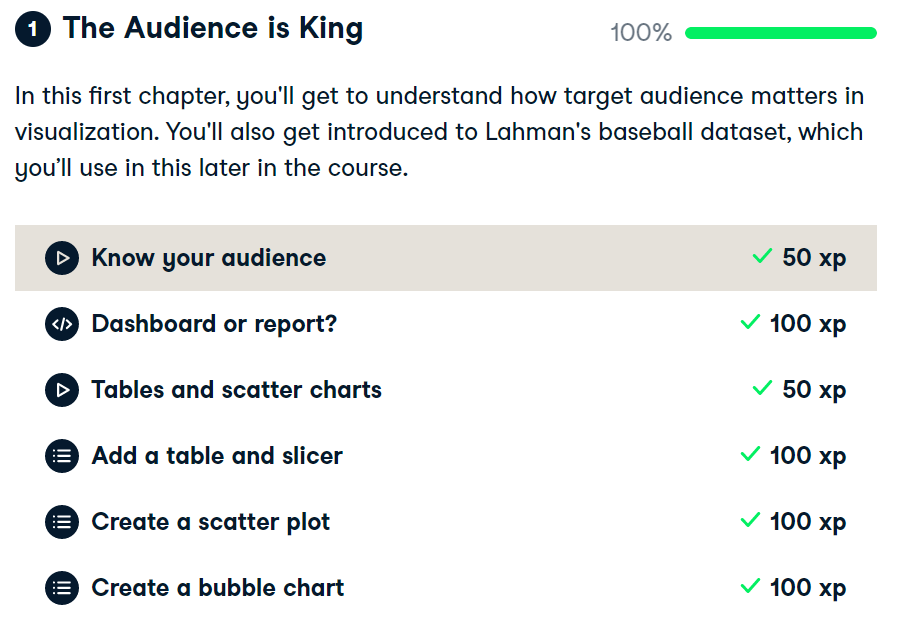 1 The Audience is King 100%
In this first chapter, you'll get to understand how target audience matters in
visualization. You'll also get introduced to Lahman's baseball dataset, which
you’ll use in this later in the course.
Know your audience 50 xp
</> Dashboard or report? 100 xp
Tables and scatter charts 50 xp
Add a table and slicer 100 xp
Create a scatter plot 100 xp
Create a bubble chart 100 xp